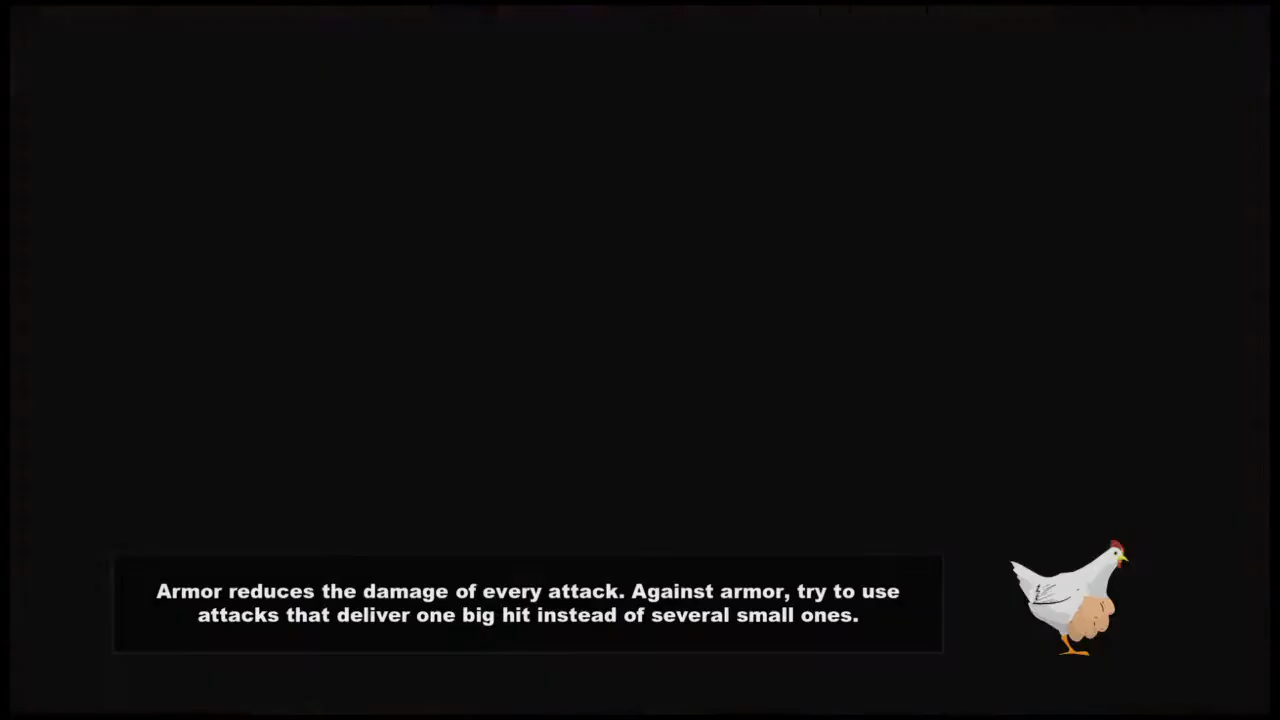 Armor reduces the damage of every attack. Against armor, try to use
attacks that deliver one big hit instead of several small ones.